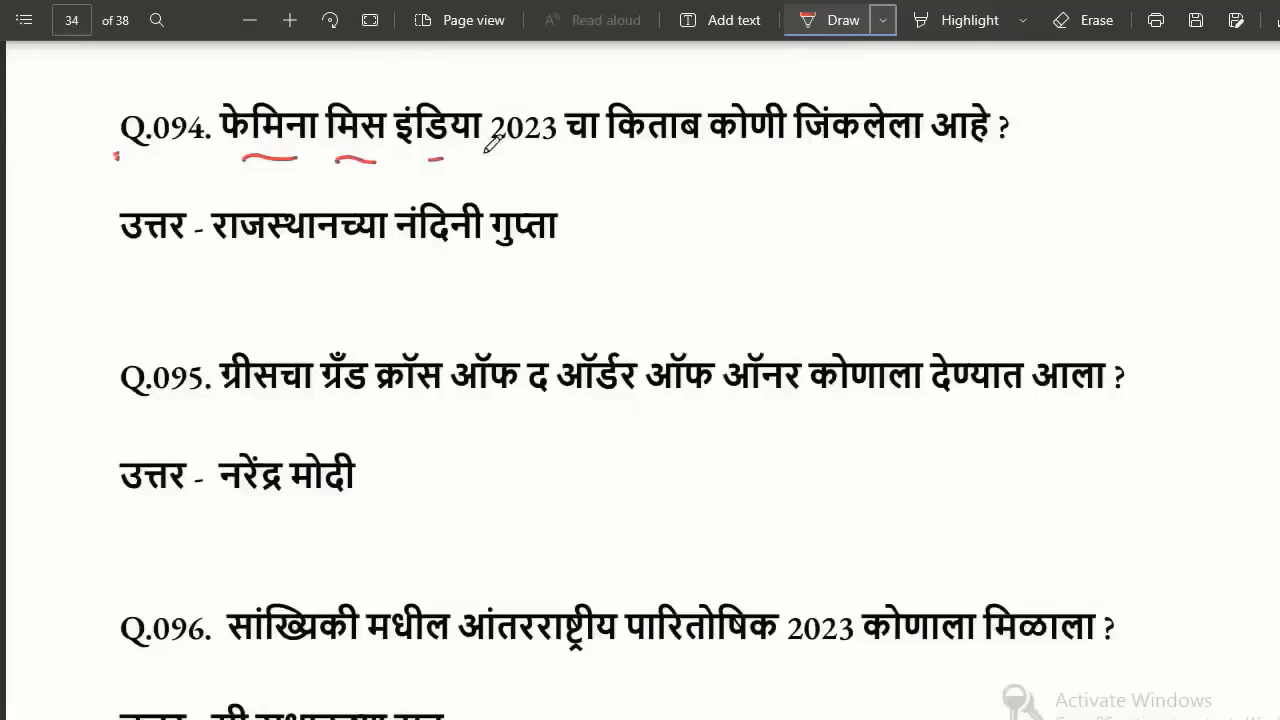 34 of 38 Page view Read aloud Add text Draw Highlight Erase
Q.094. फेमिना मिस इंडिया 2023 चा किताब कोणी जिंकलेला आहे ?
उत्तर - राजस्थानच्या नंदिनी गुप्ता
Q.095. ग्रीसचा ग्रँड क्रॉस ऑफ द ऑर्डर ऑफ ऑनर कोणाला देण्यात आला ?
उत्तर - नरेंद्र मोदी
Q.096. सांख्यिकी मधील आंतरराष्ट्रीय पारितोषिक 2023 कोणाला मिळाला ?
Activate Windows